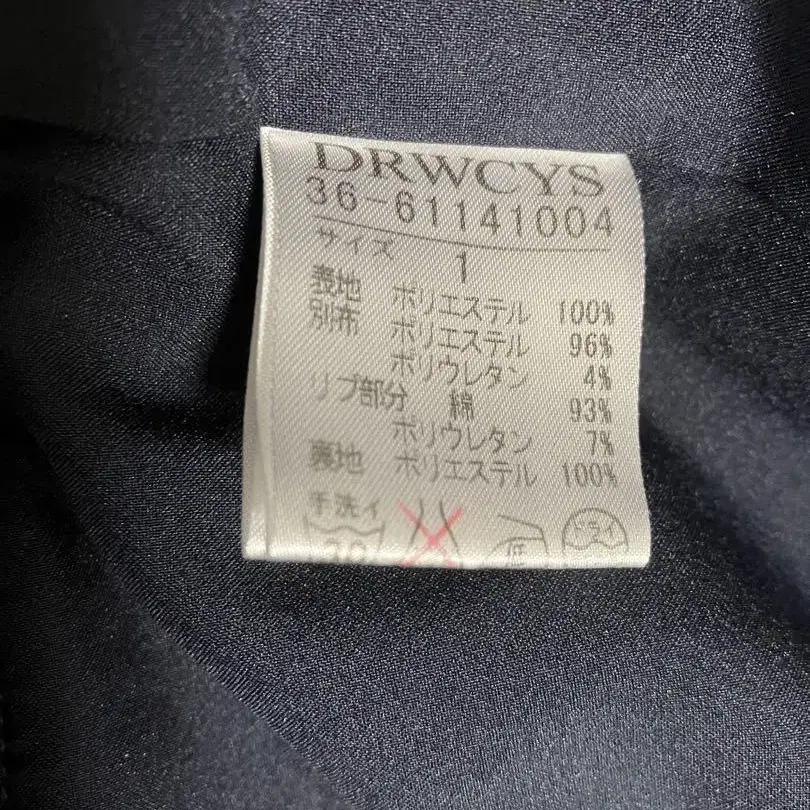 DRWCYS
36-61141004
サイズ 1
表地 ポリエステル 100%
別布 ポリエステル 96%
ポリウレタン 4%
リブ部分 綿 93%
ポリウレタン 7%
裏地 ポリエステル 100%
手洗イ 30 低 ドライ